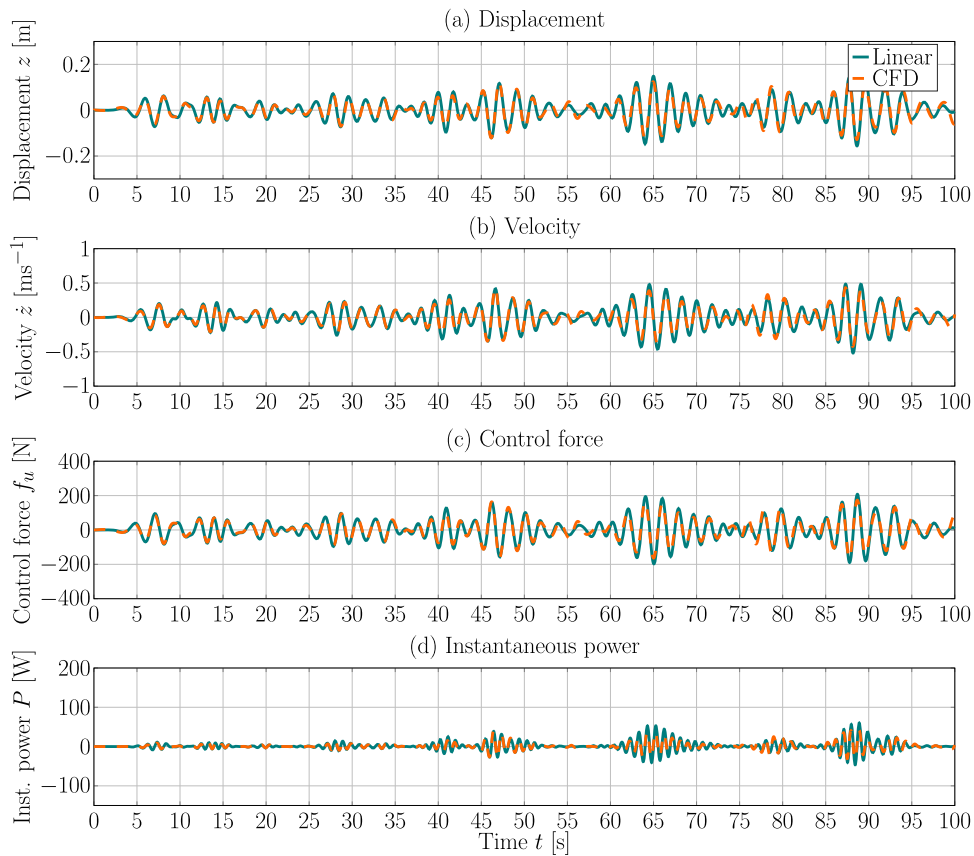 (a) Displacement
Displacement z [m]
0.2
0
−0.2
Linear
CFD
0 5 10 15 20 25 30 35 40 45 50 55 60 65 70 75 80 85 90 95 100
(b) Velocity
Velocity ż [ms⁻¹]
1
0.5
0
−0.5
−1
0 5 10 15 20 25 30 35 40 45 50 55 60 65 70 75 80 85 90 95 100
(c) Control force
Control force fᵤ [N]
400
200
0
−200
−400
0 5 10 15 20 25 30 35 40 45 50 55 60 65 70 75 80 85 90 95 100
(d) Instantaneous power
Inst. power P [W]
200
100
0
−100
0 5 10 15 20 25 30 35 40 45 50 55 60 65 70 75 80 85 90 95 100
Time t [s]